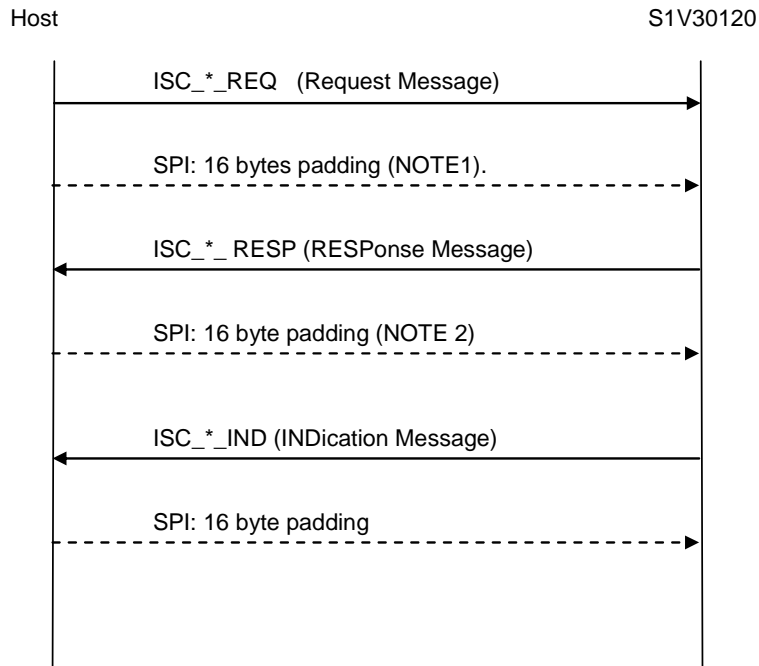 Host S1V30120
ISC_*_REQ (Request Message)
SPI: 16 bytes padding (NOTE1).
ISC_*_ RESP (RESPonse Message)
SPI: 16 byte padding (NOTE 2)
ISC_*_IND (INDication Message)
SPI: 16 byte padding